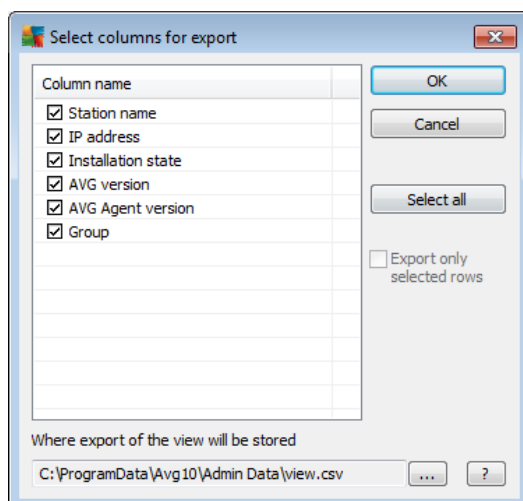 Select columns for export
Column name
Station name
IP address
Installation state
AVG version
AVG Agent version
Group
OK
Cancel
Select all
Export only
selected rows
Where export of the view will be stored
C:\ProgramData\Avg10\Admin Data\view.csv
...
?